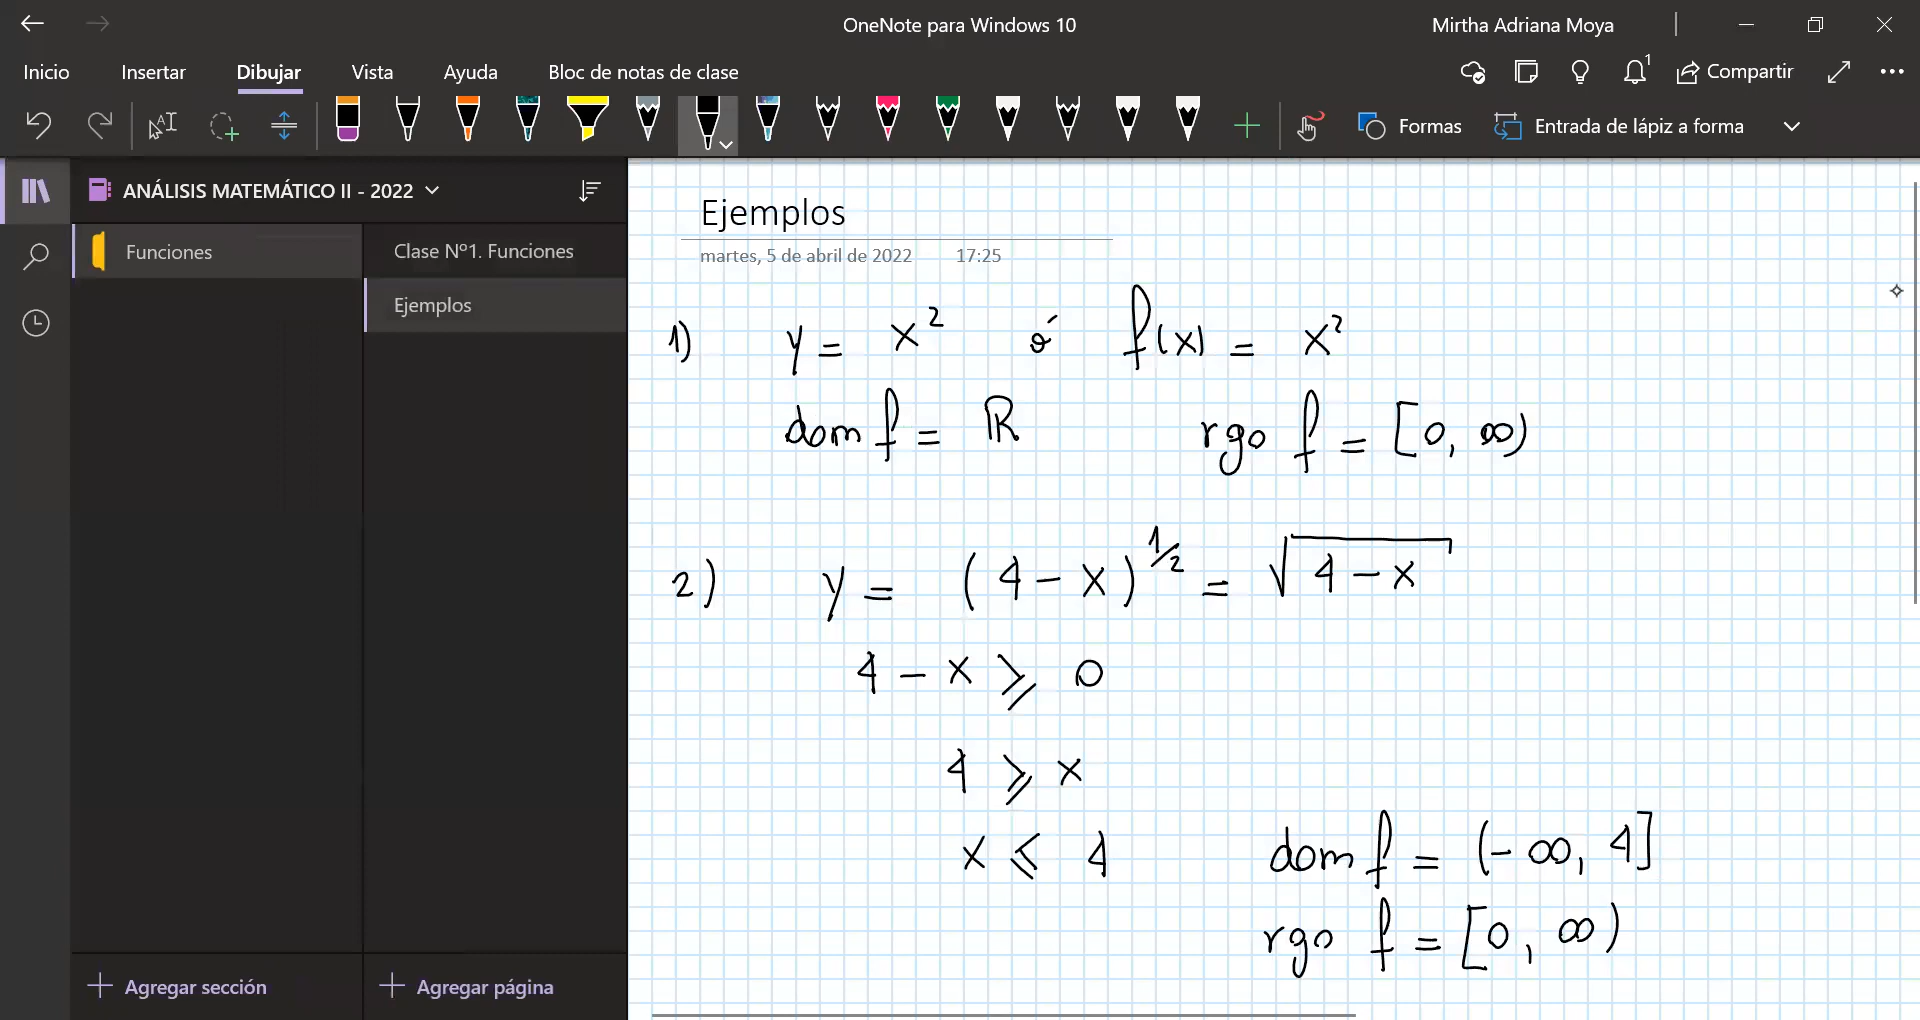 OneNote para Windows 10
Mirtha Adriana Moya
Inicio Insertar Dibujar Vista Ayuda Bloc de notas de clase
1
Compartir
Formas
Entrada de lápiz a forma
ANÁLISIS MATEMÁTICO II - 2022
Funciones
Clase Nº1. Funciones
Ejemplos
Agregar sección
Agregar página
Ejemplos
martes, 5 de abril de 2022 17:25
1) y = x² ó f(x) = x²
dom f = ℝ rgo f = [0, ∞)
2) y = (4 - x)^1/2 = √4 - x
4 - x ⩾ 0
4 ⩾ x
x ⩽ 4
dom f = (-∞, 4]
rgo f = [0, ∞)